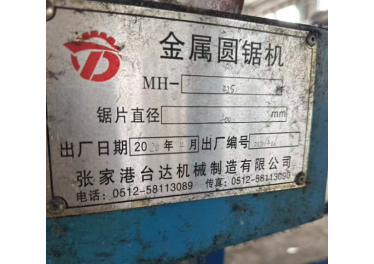 金属圆锯机
MH-
锯片直径 mm
出厂日期 20 年 月 出厂编号
张家港台达机械制造有限公司
电话：0512-58113089 传真：0512-58113090